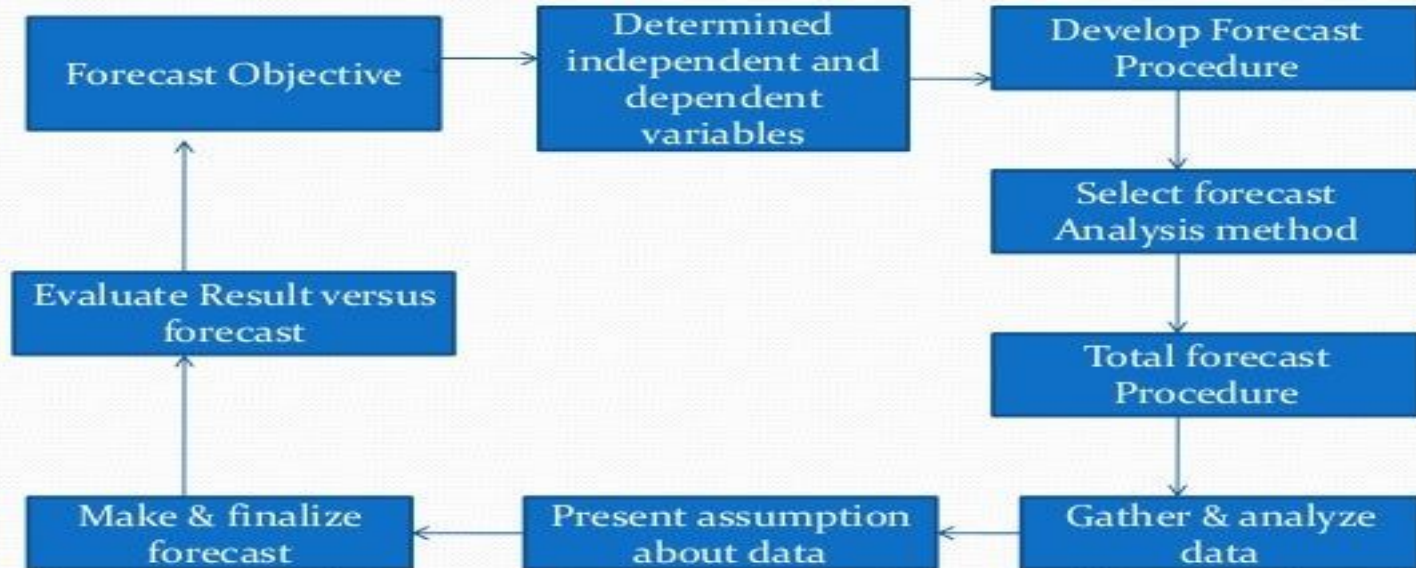 Forecast Objective
Determined
independent and
dependent
variables
Develop Forecast
Procedure
Select forecast
Analysis method
Total forecast
Procedure
Gather & analyze
data
Present assumption
about data
Make & finalize
forecast
Evaluate Result versus
forecast